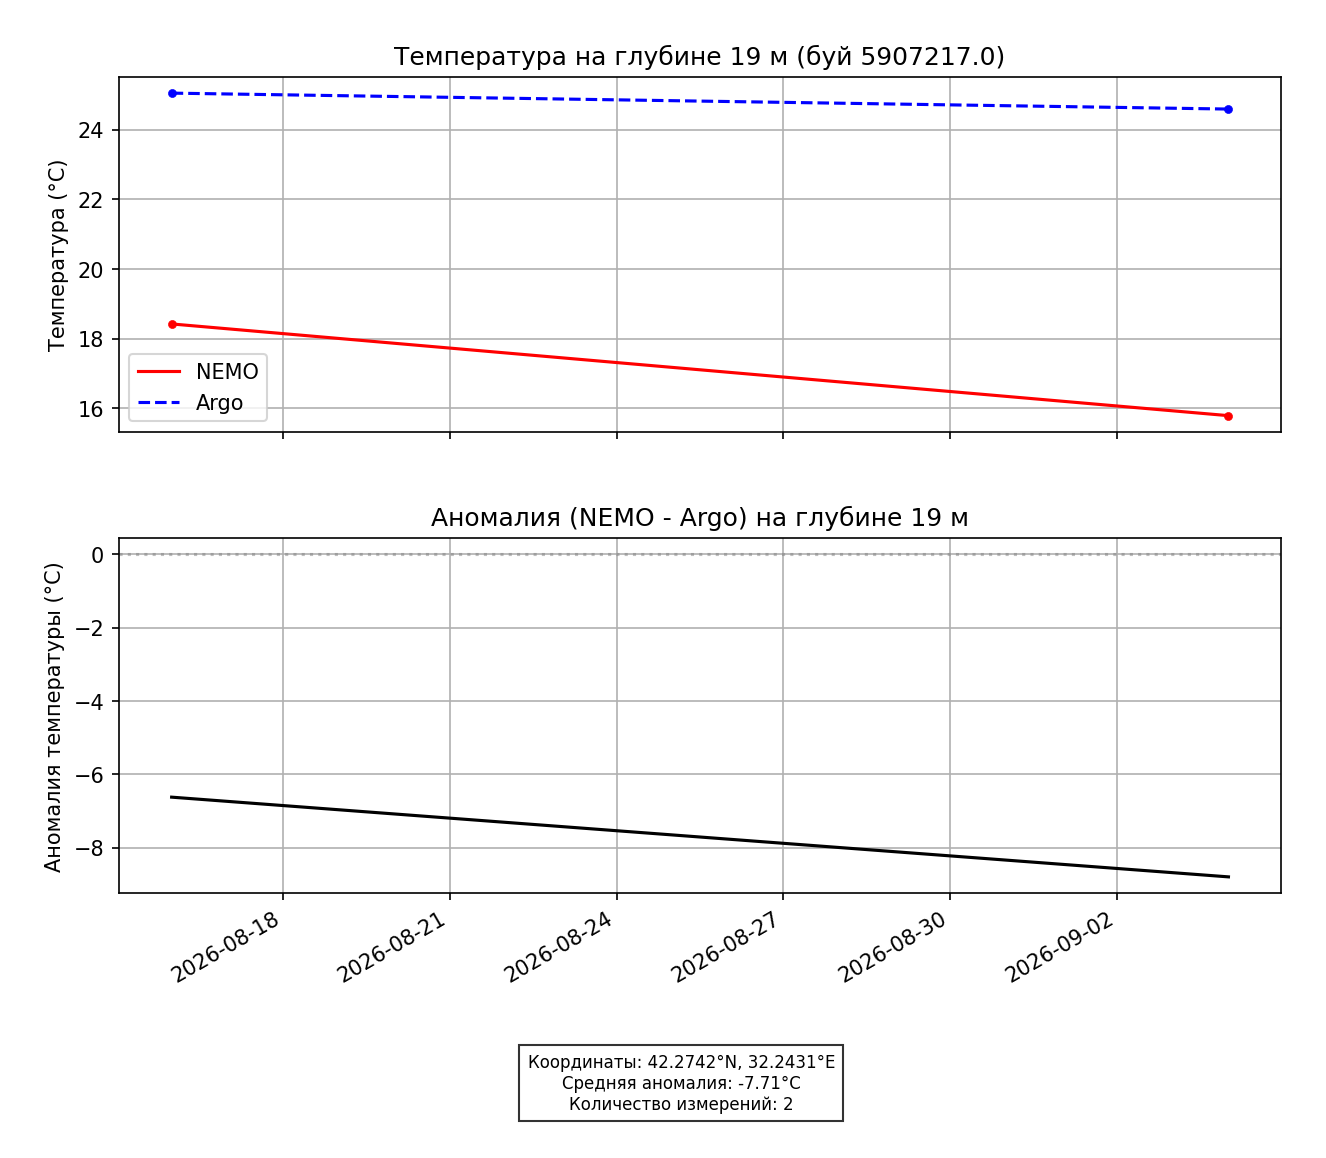 Температура на глубине 19 м (буй 5907217.0)
Температура (°C)
24
22
20
18
16
NEMO
Argo
Аномалия (NEMO - Argo) на глубине 19 м
Аномалия температуры (°C)
0
−2
−4
−6
−8
2026-08-18
2026-08-21
2026-08-24
2026-08-27
2026-08-30
2026-09-02
Координаты: 42.2742°N, 32.2431°E
Средняя аномалия: -7.71°C
Количество измерений: 2